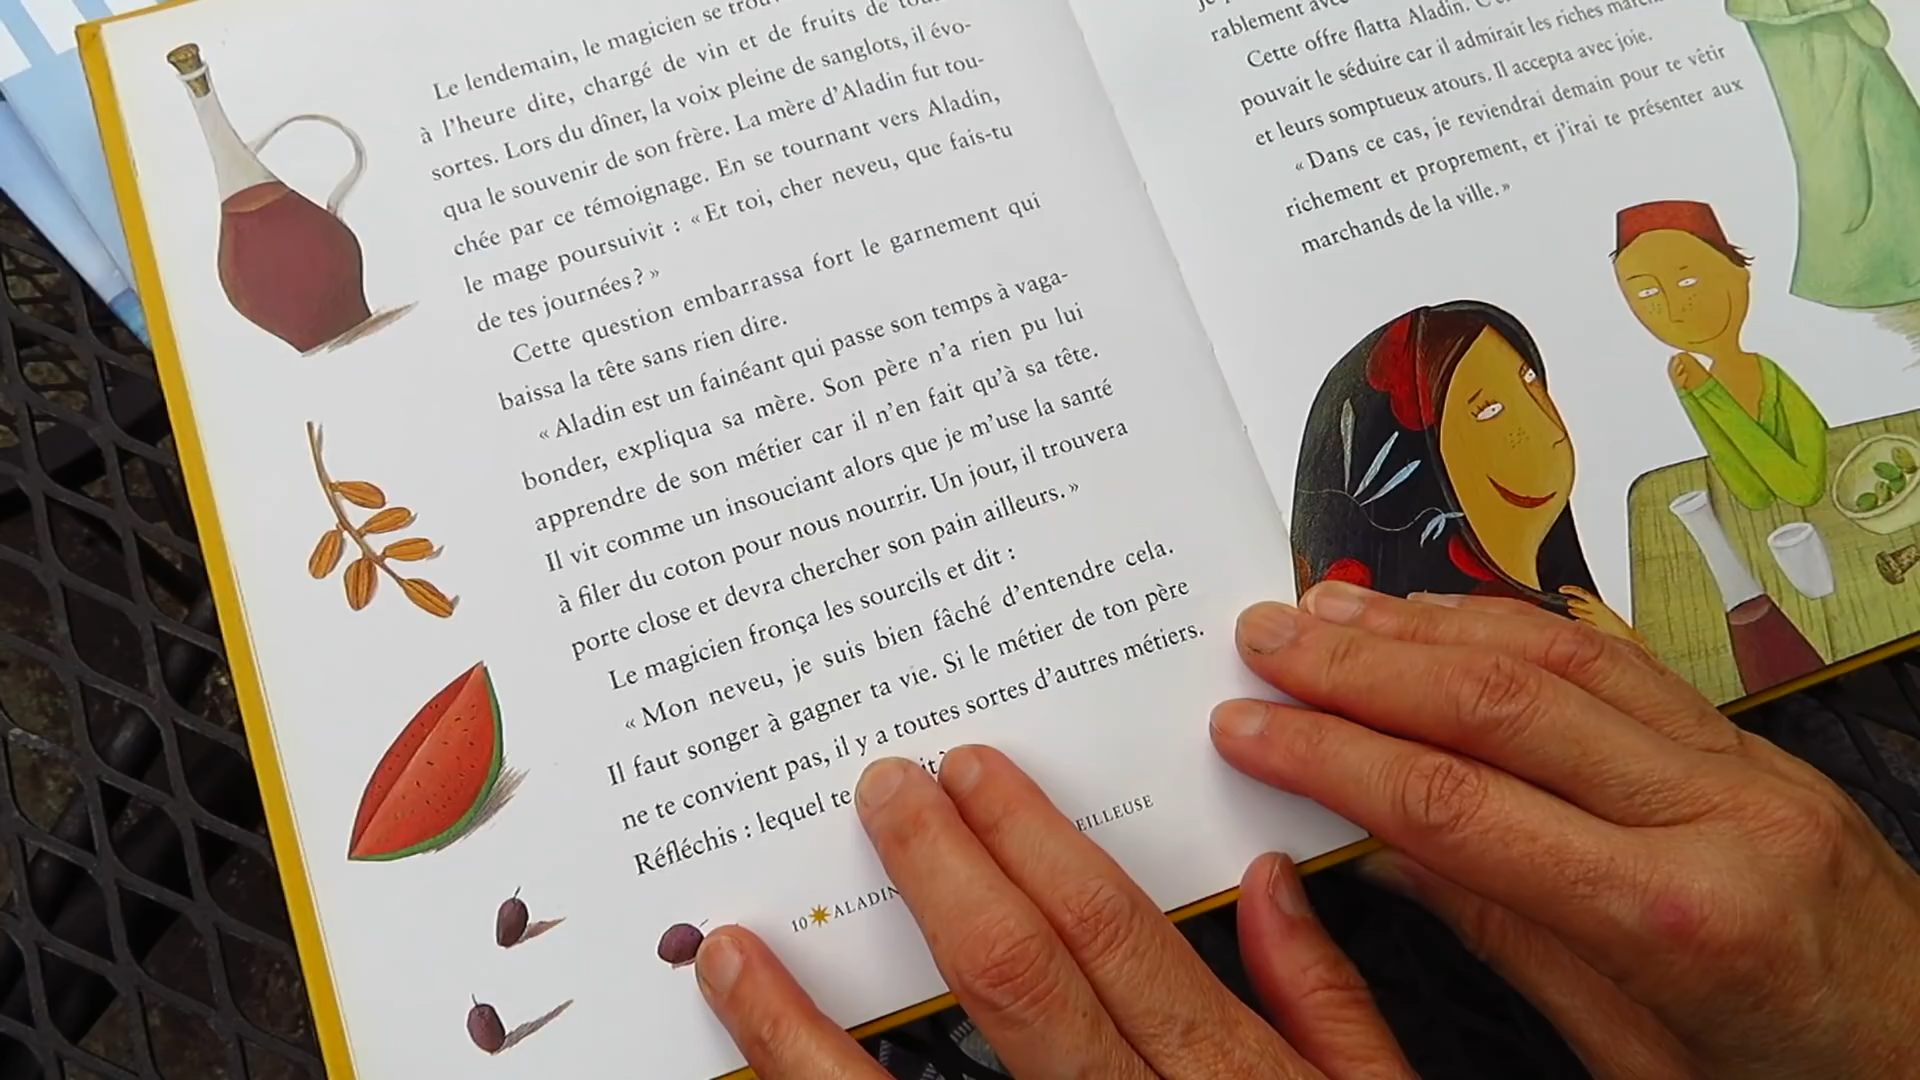 Le lendemain, le magicien se
à l'heure dite, chargé de vin et de fruits de
sortes. Lors du dîner, la voix pleine de sanglots, il évo-
qua le souvenir de son frère. La mère d'Aladin fut tou-
chée par ce témoignage. En se tournant vers Aladin,
le mage poursuivit : « Et toi, cher neveu, que fais-tu
de tes journées ? »
Cette question embarrassa fort le garnement qui
baissa la tête sans rien dire.
« Aladin est un fainéant qui passe son temps à vaga-
bonder, expliqua sa mère. Son père n'a rien pu lui
apprendre de son métier car il n'en fait qu'à sa tête.
Il vit comme un insouciant alors que je m'use la santé
à filer du coton pour nous nourrir. Un jour, il trouvera
porte close et devra chercher son pain ailleurs. »
Le magicien fronça les sourcils et dit :
« Mon neveu, je suis bien fâché d'entendre cela.
Il faut songer à gagner ta vie. Si le métier de ton père
ne te convient pas, il y a toutes sortes d'autres métiers.
Réfléchis : lequel te
10 ALADIN EILLEUSE
rablement
Cette offre flatta Aladin.
pouvait le séduire car il admirait les riches
et leurs somptueux atours. Il accepta avec joie.
« Dans ce cas, je reviendrai demain pour te vêtir
richement et proprement, et j'irai te présenter aux
marchands de la ville. »